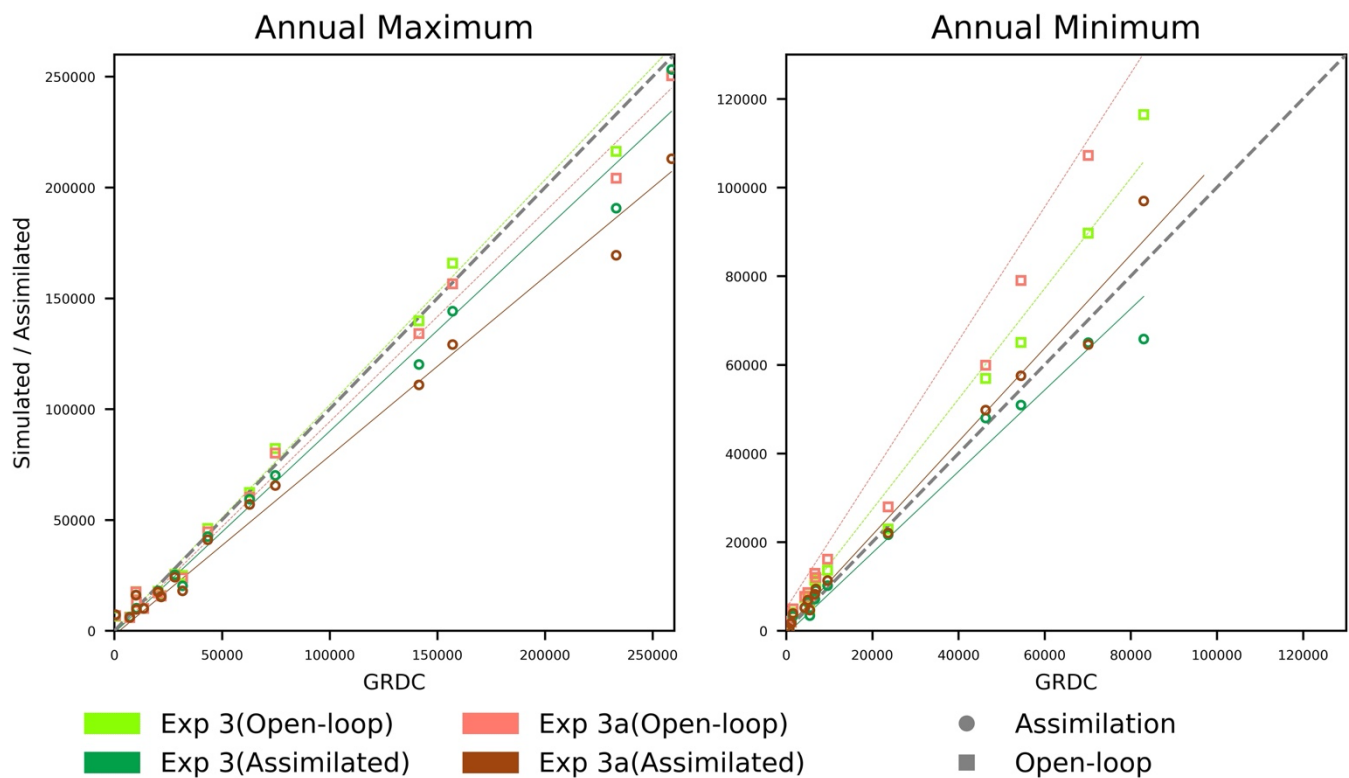 Annual Maximum
Annual Minimum
Simulated / Assimilated
250000
200000
150000
100000
50000
0
0
50000
100000
150000
200000
250000
GRDC
120000
100000
80000
60000
40000
20000
0
0
20000
40000
60000
80000
100000
120000
GRDC
Exp 3(Open-loop)
Exp 3a(Open-loop)
Assimilation
Exp 3(Assimilated)
Exp 3a(Assimilated)
Open-loop